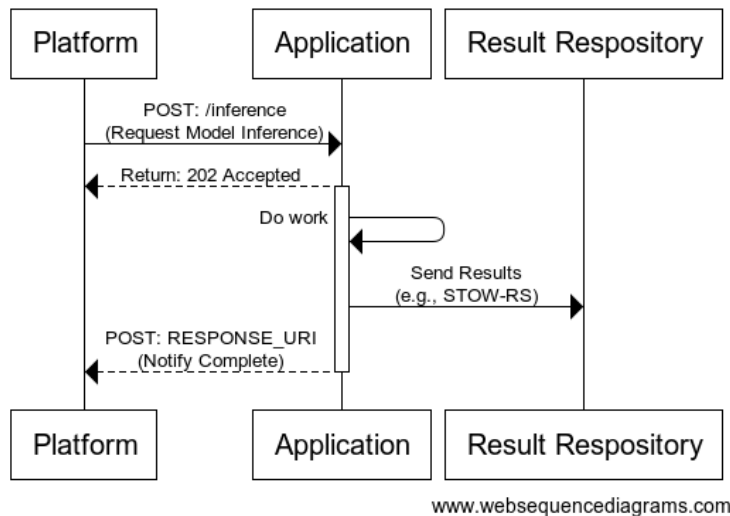 Platform
Application
Result Respository
POST: /inference
(Request Model Inference)
Return: 202 Accepted
Do work
Send Results
(e.g., STOW-RS)
POST: RESPONSE_URI
(Notify Complete)
Platform
Application
Result Respository
www.websequencediagrams.com